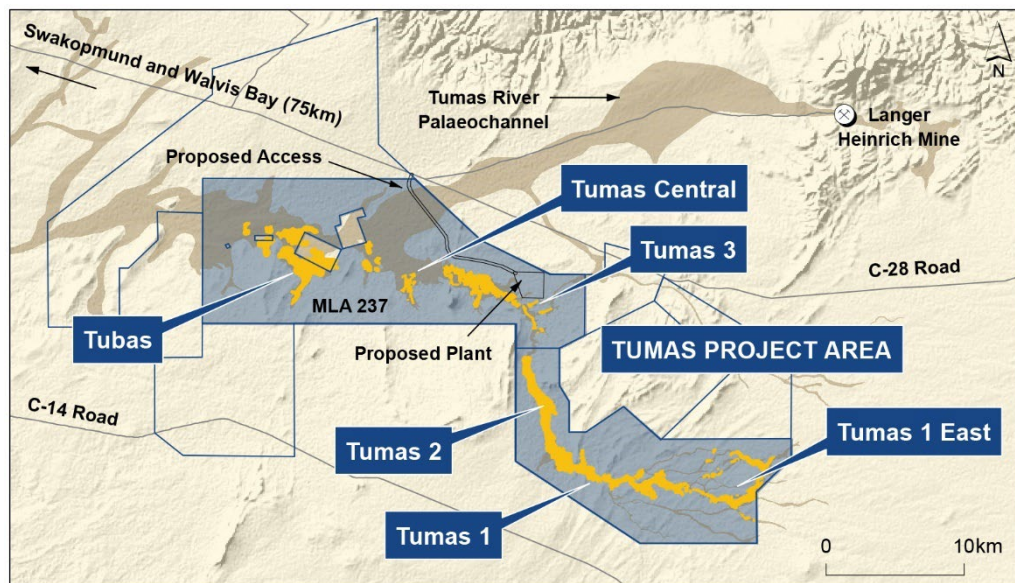 Swakopmund and Walvis Bay (75km)
N
Tumas River
Palaeochannel
Langer
Heinrich Mine
Proposed Access
Tumas Central
Tumas 3
C-28 Road
MLA 237
Tubas
Proposed Plant
TUMAS PROJECT AREA
C-14 Road
Tumas 2
Tumas 1 East
Tumas 1
0 10km